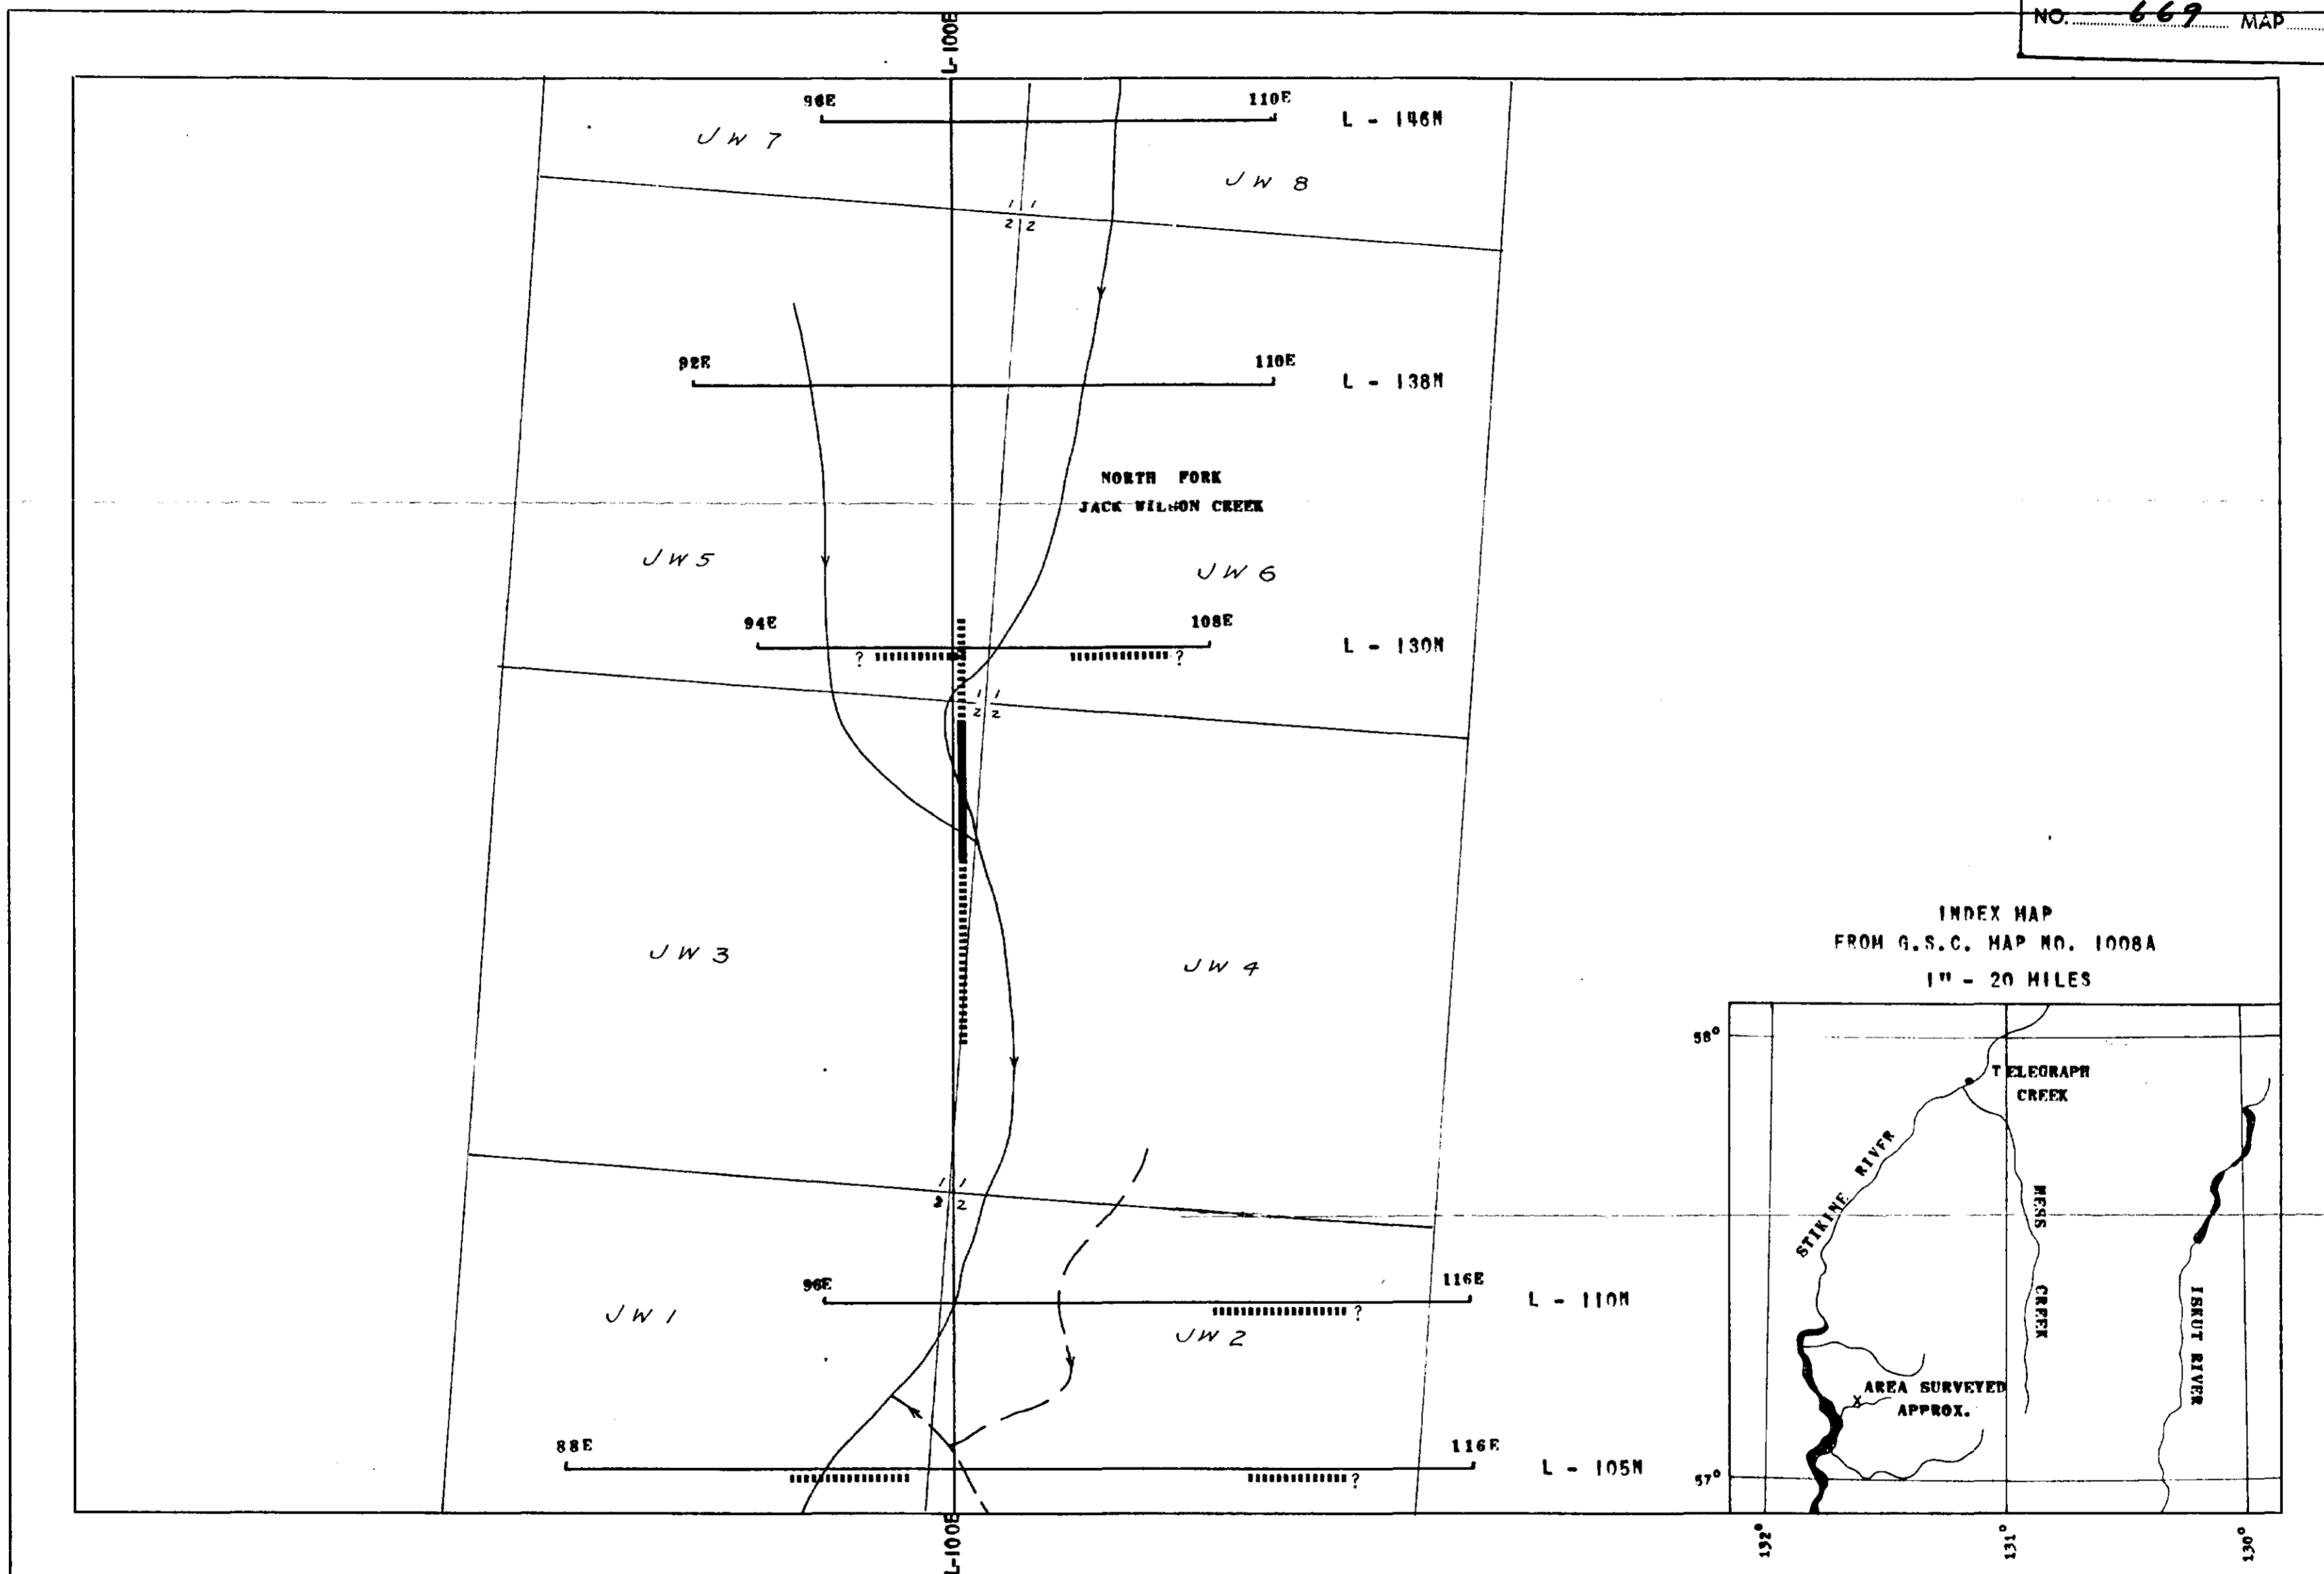 NO. 669 MAP
L-100E
96E 110E L - 146N
JW 7
JW 8
1 1
2 2
92E 110E L - 138N
NORTH FORK
JACK WILSON CREEK
JW 5
JW 6
94E 108E L - 130N
? ?
1 1
2 2
JW 3
JW 4
INDEX MAP
FROM G.S.C. MAP NO. 1008A
1" - 20 MILES
58°
TELEGRAPH
CREEK
STIKINE RIVER
MESS CREEK
ISKUT RIVER
1 1
2 2
96E 116E L - 110N
?
JW 1
JW 2
X AREA SURVEYED
APPROX.
88E 116E L - 105N
?
57°
L-100E
132° 131° 130°